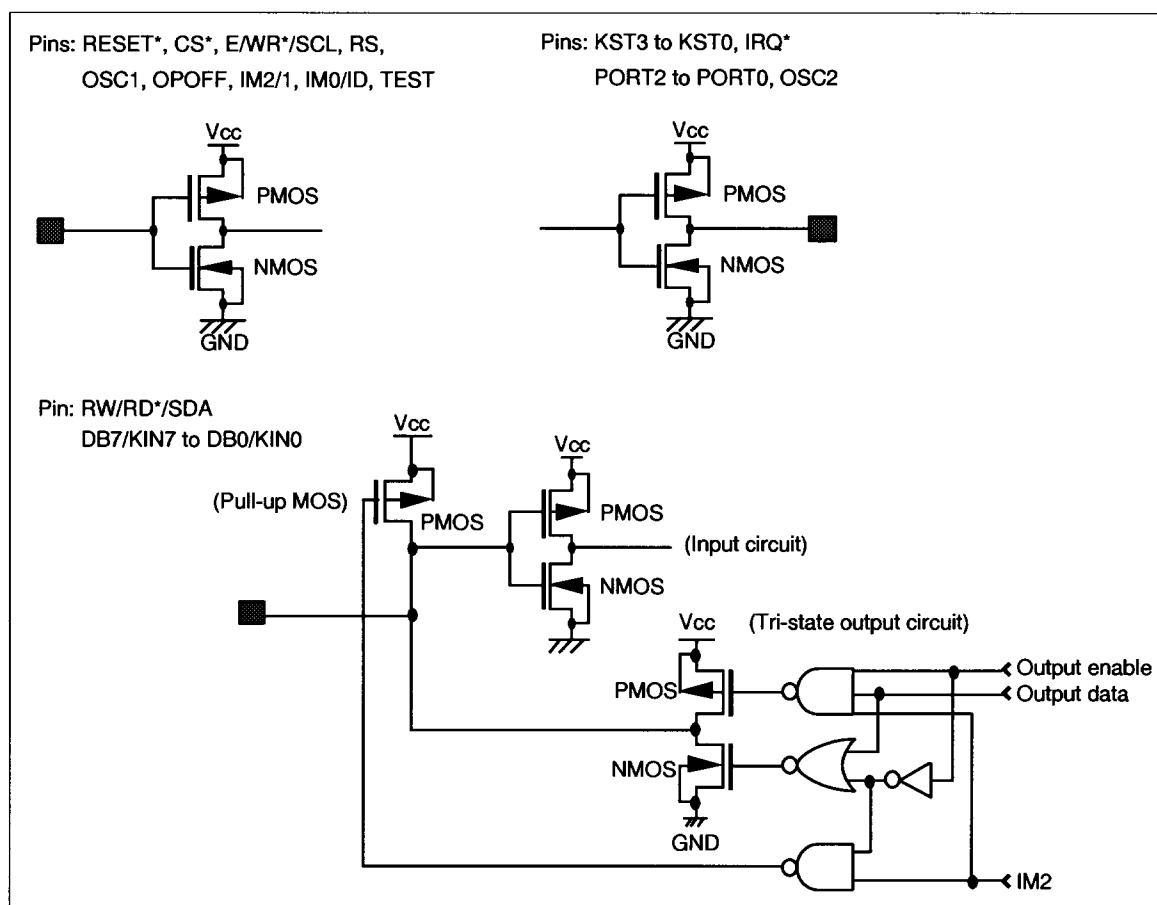 Pins: RESET*, CS*, E/WR*/SCL, RS,
OSC1, OPOFF, IM2/1, IM0/ID, TEST
Vcc
PMOS
NMOS
GND
Pins: KST3 to KST0, IRQ*
PORT2 to PORT0, OSC2
Vcc
PMOS
NMOS
GND
Pin: RW/RD*/SDA
DB7/KIN7 to DB0/KIN0
Vcc
(Pull-up MOS)
PMOS
Vcc
PMOS
(Input circuit)
NMOS
Vcc
(Tri-state output circuit)
PMOS
Output enable
Output data
NMOS
GND
IM2